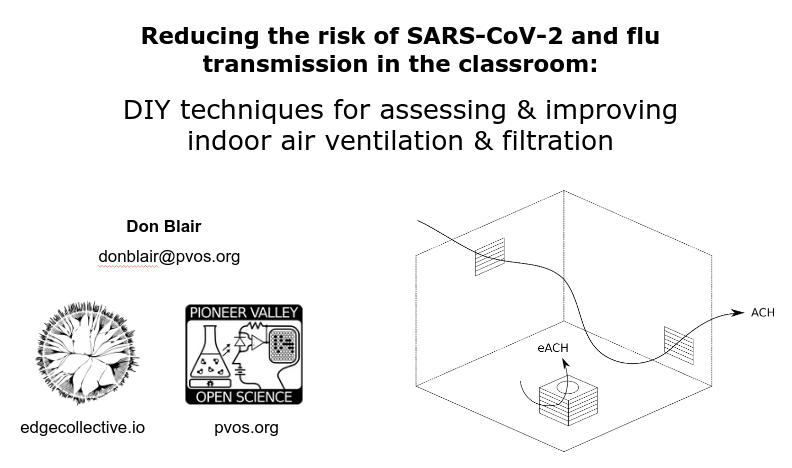 Reducing the risk of SARS-CoV-2 and flu
transmission in the classroom:
DIY techniques for assessing & improving
indoor air ventilation & filtration
Don Blair
donblair@pvos.org
ACH
eACH
PIONEER VALLEY
OPEN SCIENCE
edgecollective.io
pvos.org